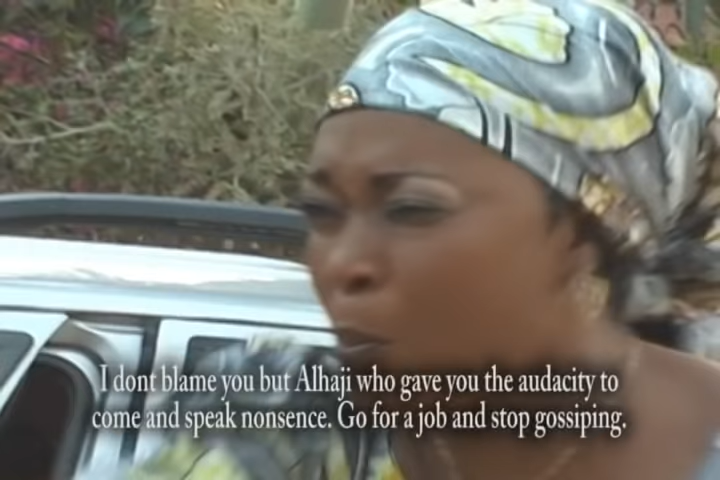 I dont blame you but Alhaji who gave you the audacity to
come and speak nonsence. Go for a job and stop gossiping.